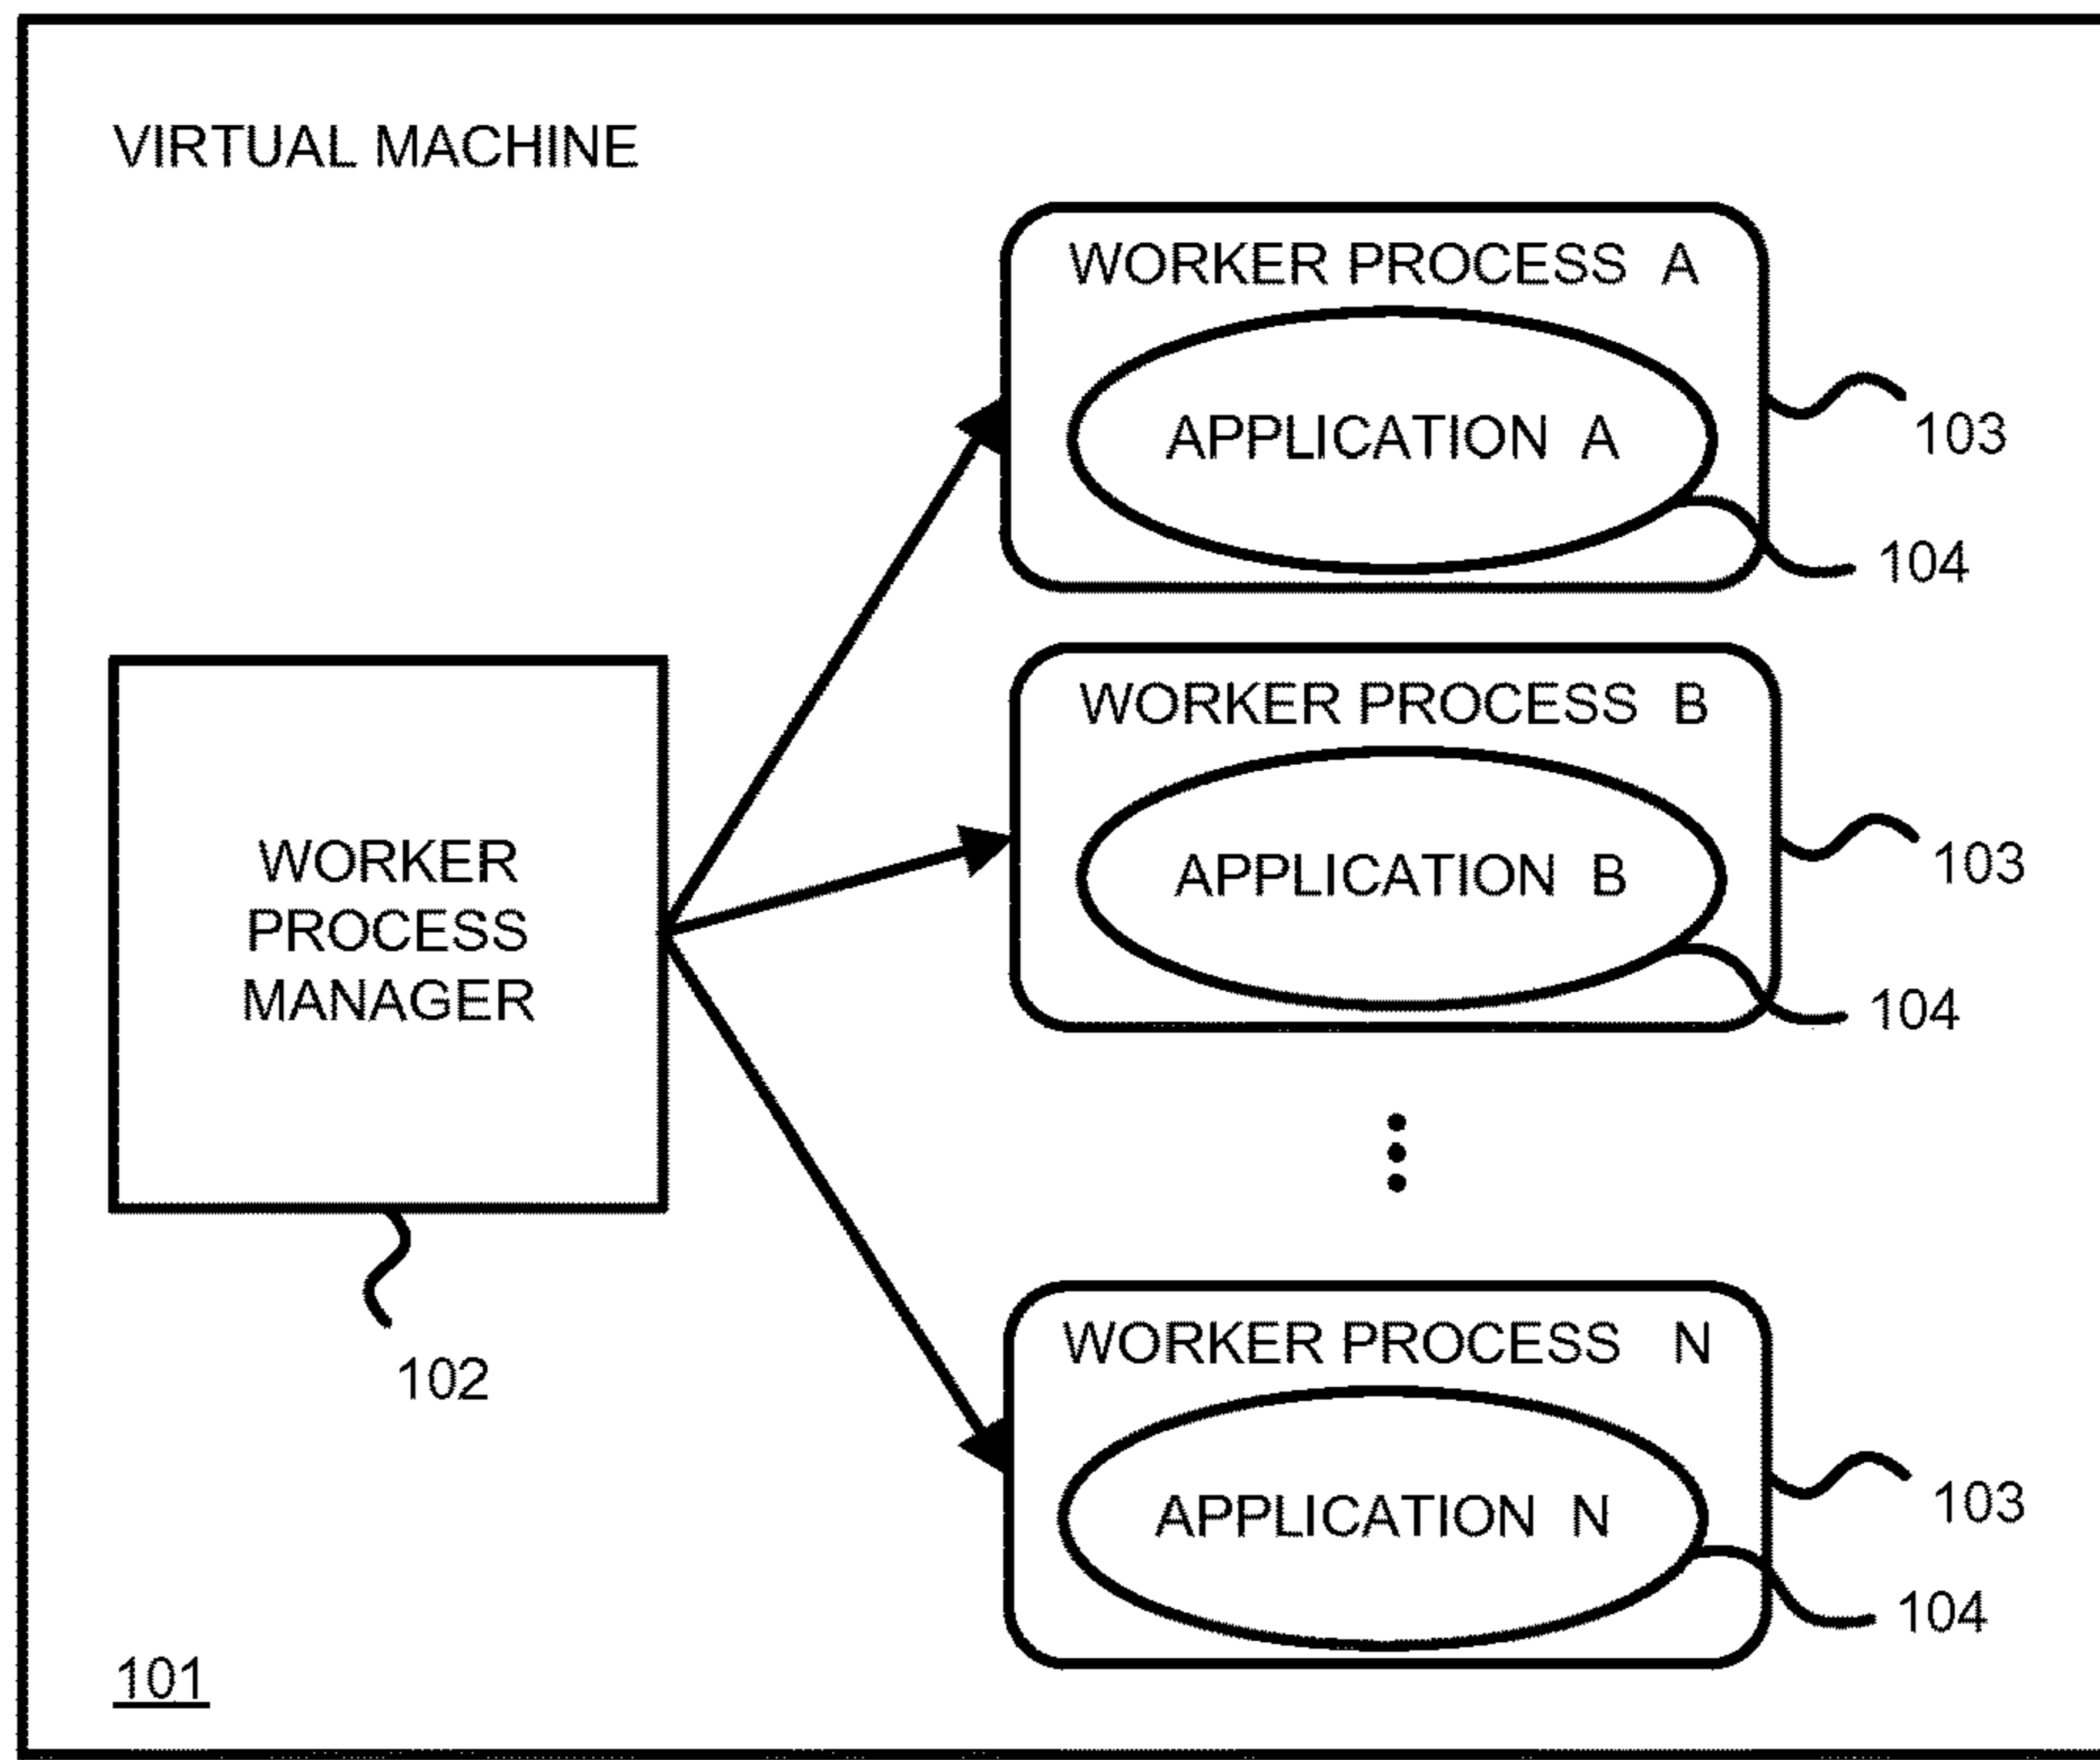 VIRTUAL MACHINE
WORKER PROCESS A
APPLICATION A
103
104
WORKER PROCESS B
APPLICATION B
103
104
WORKER
PROCESS
MANAGER
102
WORKER PROCESS N
APPLICATION N
103
104
101